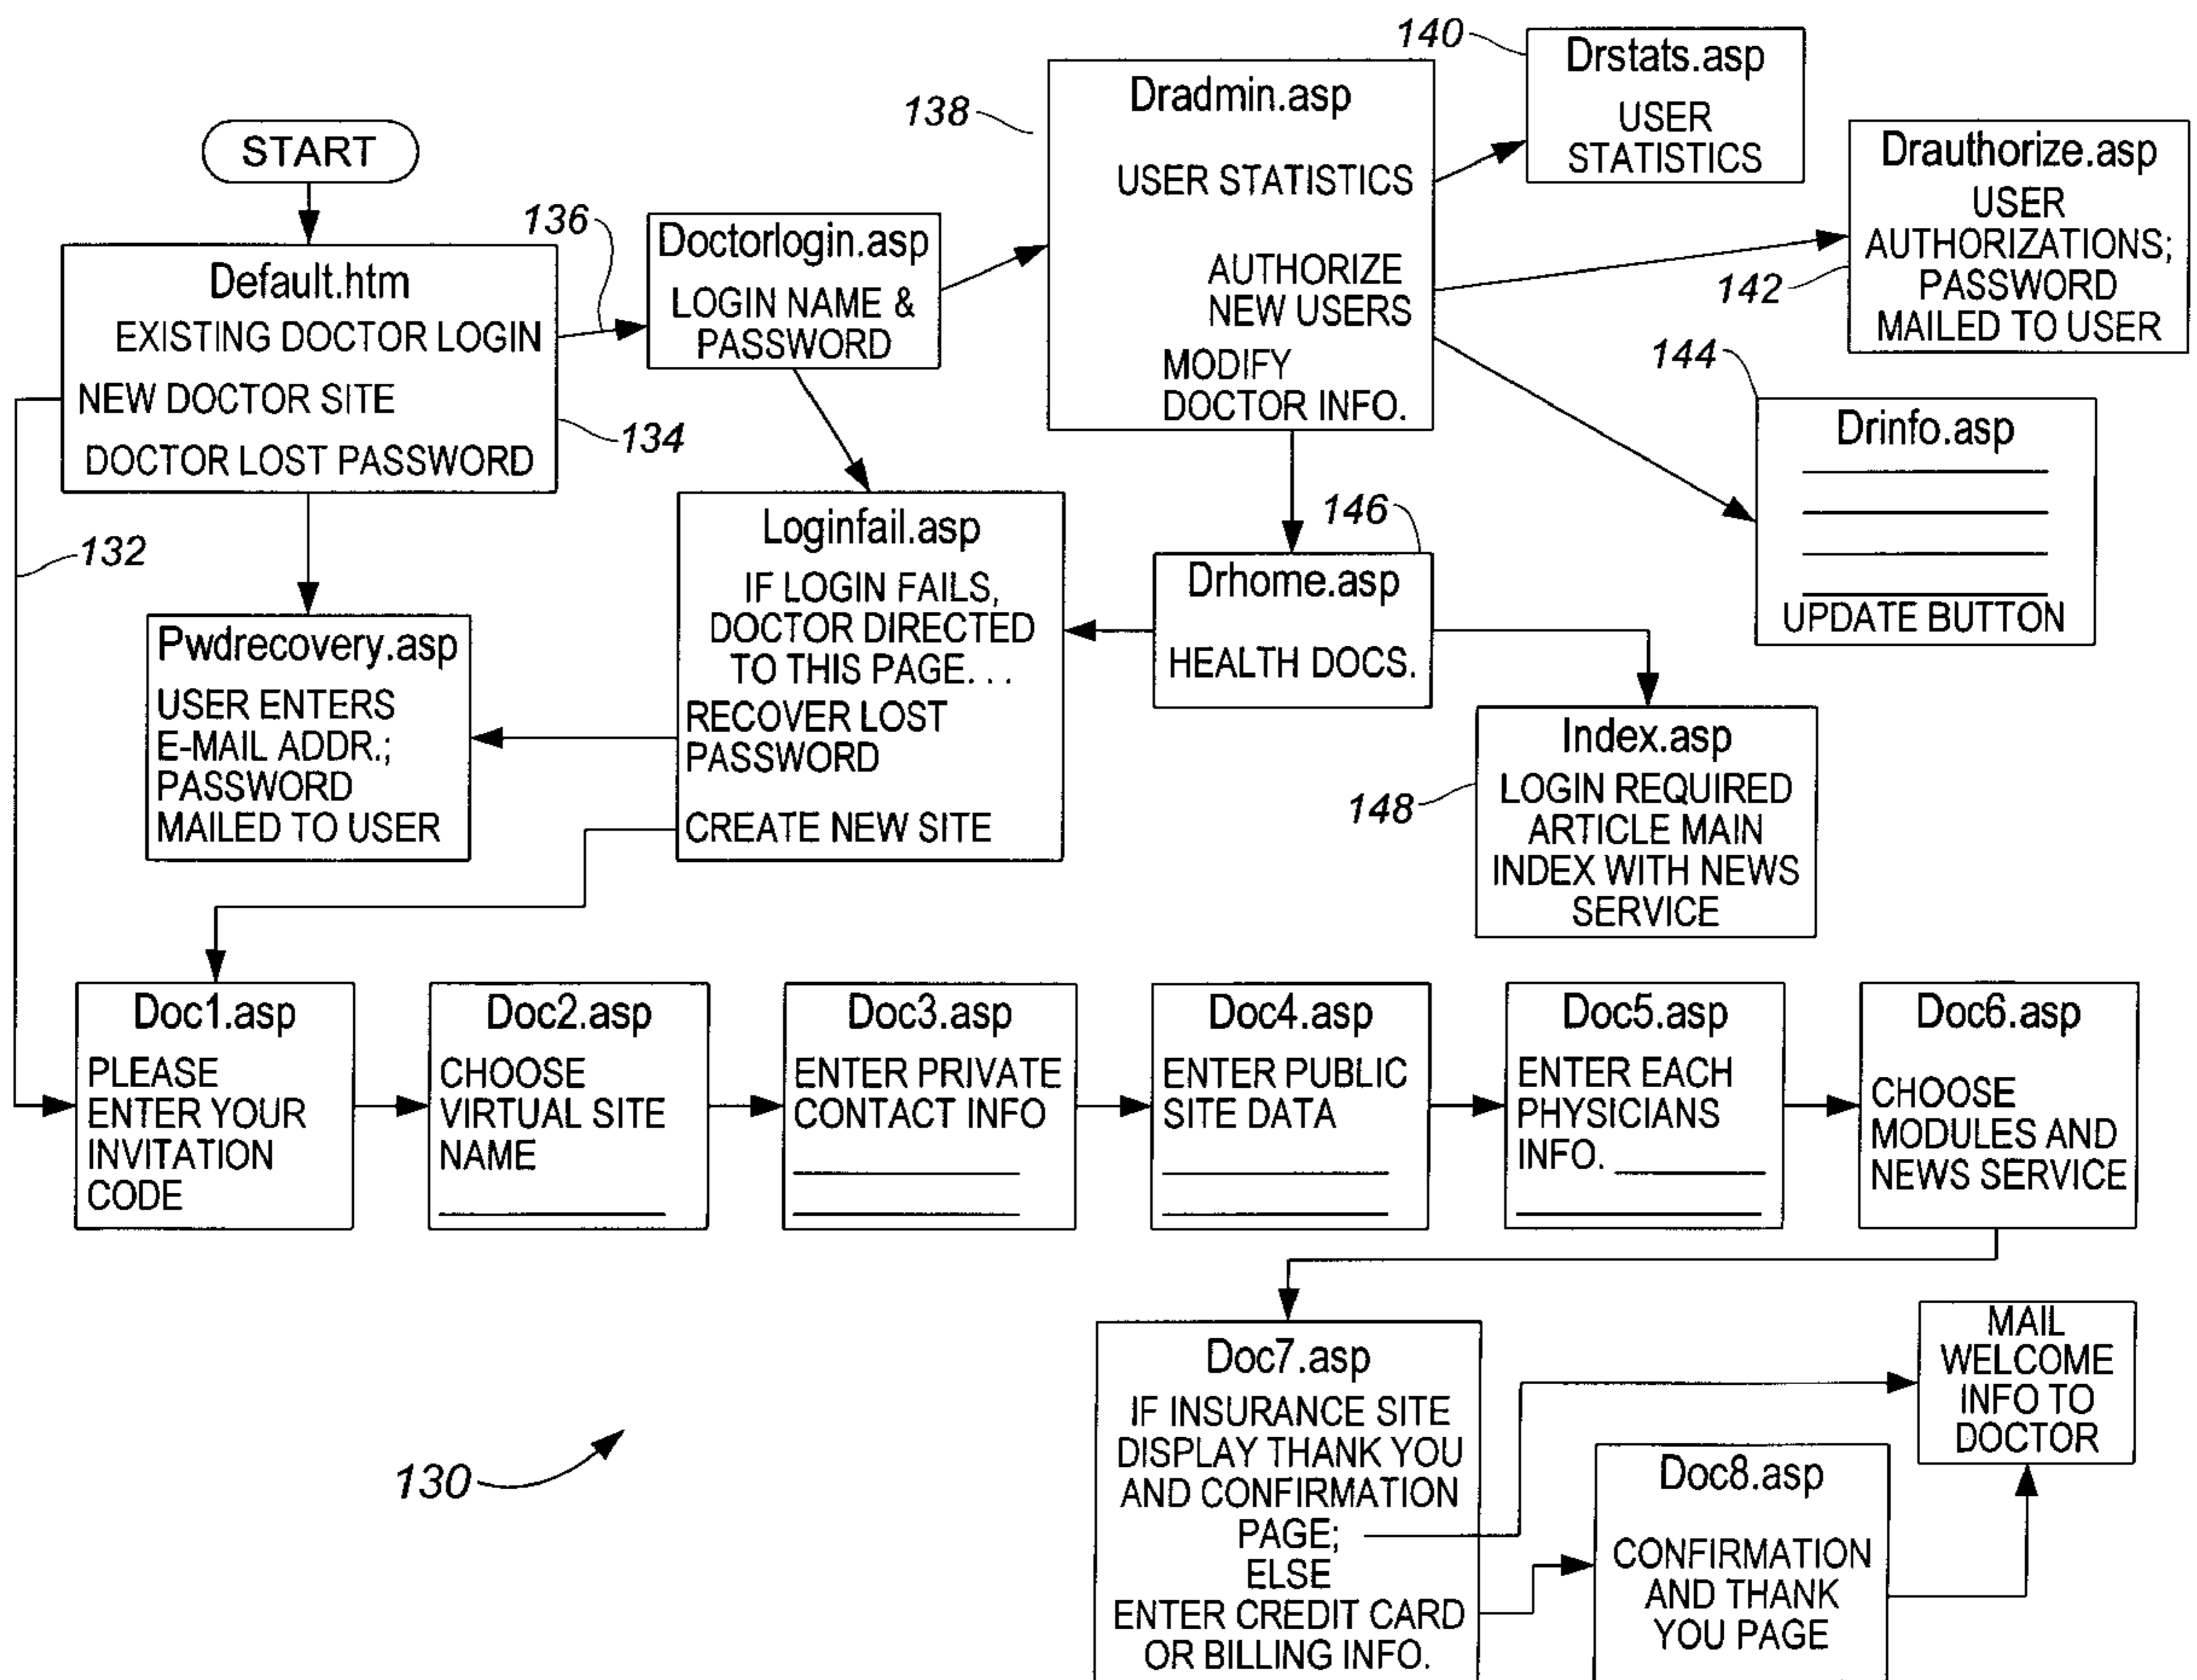 START
Default.htm
EXISTING DOCTOR LOGIN
NEW DOCTOR SITE
DOCTOR LOST PASSWORD
134
136
132
Doctorlogin.asp
LOGIN NAME &
PASSWORD
138
Dradmin.asp
USER STATISTICS
AUTHORIZE
NEW USERS
MODIFY
DOCTOR INFO.
140
Drstats.asp
USER
STATISTICS
142
Drauthorize.asp
USER
AUTHORIZATIONS;
PASSWORD
MAILED TO USER
144
Drinfo.asp
UPDATE BUTTON
Pwdrecovery.asp
USER ENTERS
E-MAIL ADDR.;
PASSWORD
MAILED TO USER
Loginfail.asp
IF LOGIN FAILS,
DOCTOR DIRECTED
TO THIS PAGE. . .
RECOVER LOST
PASSWORD
CREATE NEW SITE
146
Drhome.asp
HEALTH DOCS.
148
Index.asp
LOGIN REQUIRED
ARTICLE MAIN
INDEX WITH NEWS
SERVICE
Doc1.asp
PLEASE
ENTER YOUR
INVITATION
CODE
Doc2.asp
CHOOSE
VIRTUAL SITE
NAME
Doc3.asp
ENTER PRIVATE
CONTACT INFO
Doc4.asp
ENTER PUBLIC
SITE DATA
Doc5.asp
ENTER EACH
PHYSICIANS
INFO.
Doc6.asp
CHOOSE
MODULES AND
NEWS SERVICE
130
Doc7.asp
IF INSURANCE SITE
DISPLAY THANK YOU
AND CONFIRMATION
PAGE;
ELSE
ENTER CREDIT CARD
OR BILLING INFO.
Doc8.asp
CONFIRMATION
AND THANK
YOU PAGE
MAIL
WELCOME
INFO TO
DOCTOR